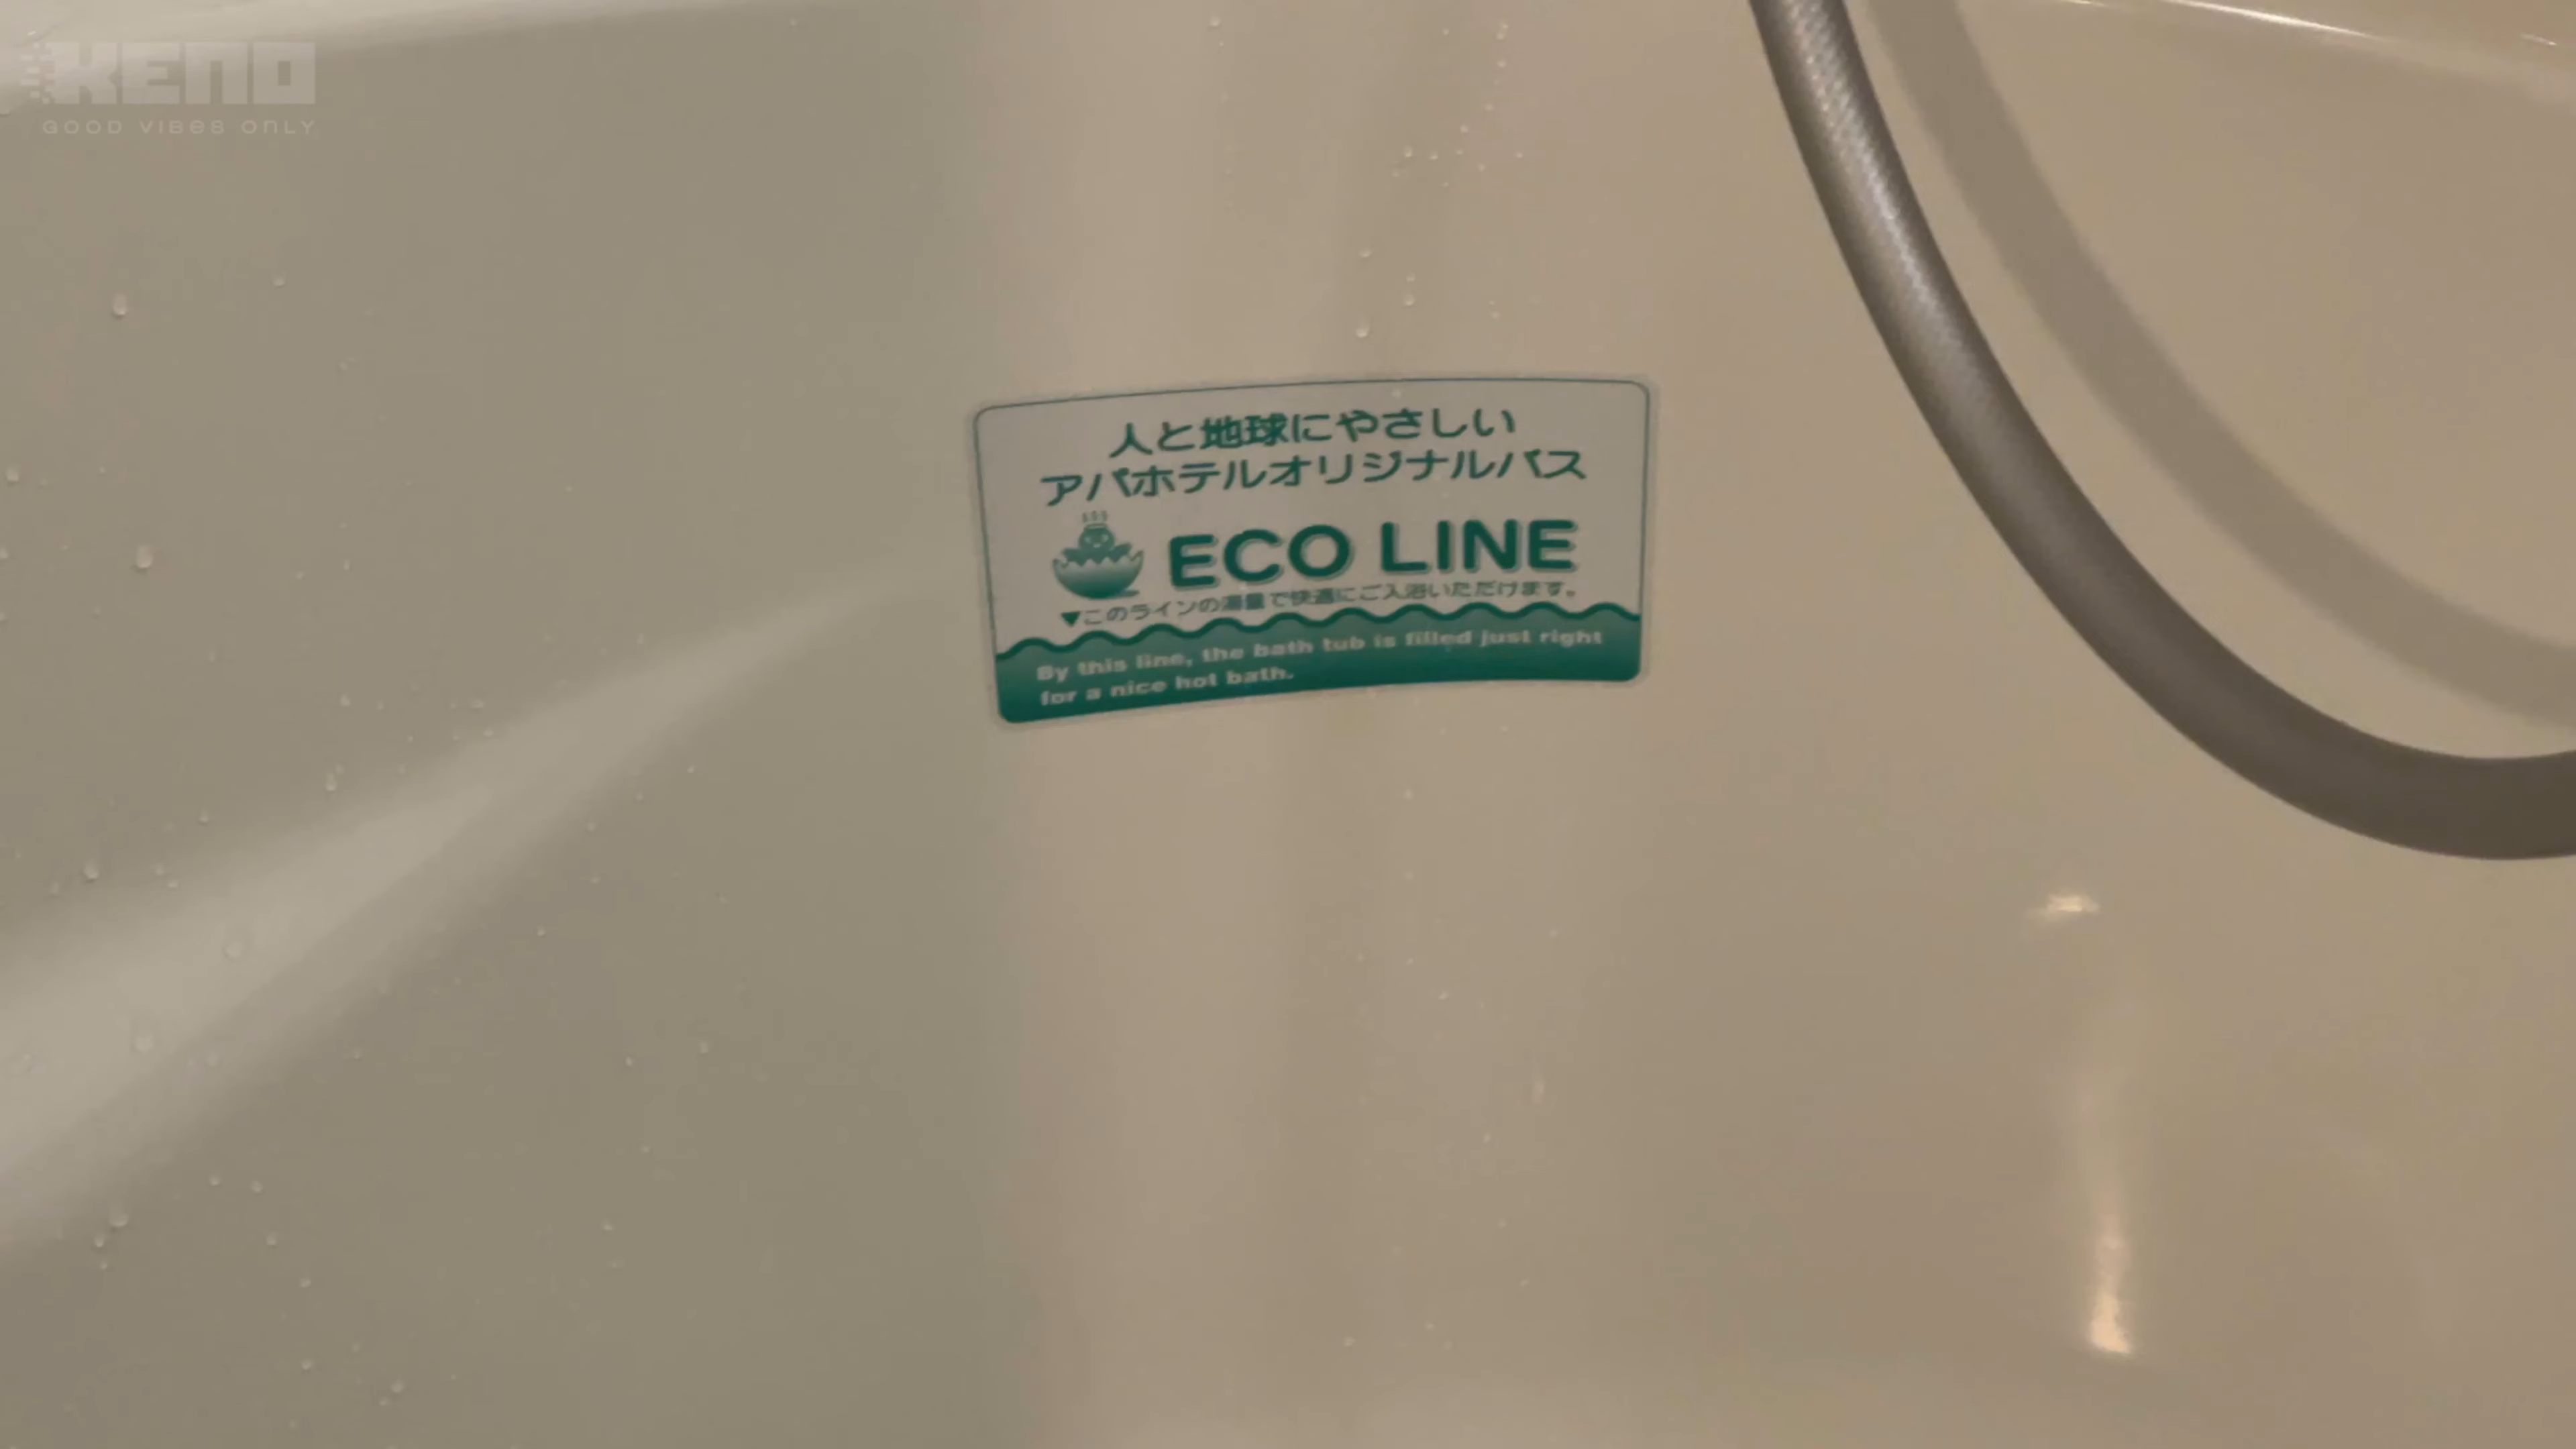 KENO
GOOD VIBES ONLY
人と地球にやさしい
アパホテルオリジナルバス
ECO LINE
▼このラインの湯量で快適にご入浴いただけます。
By this line, the bath tub is filled just right
for a nice hot bath.